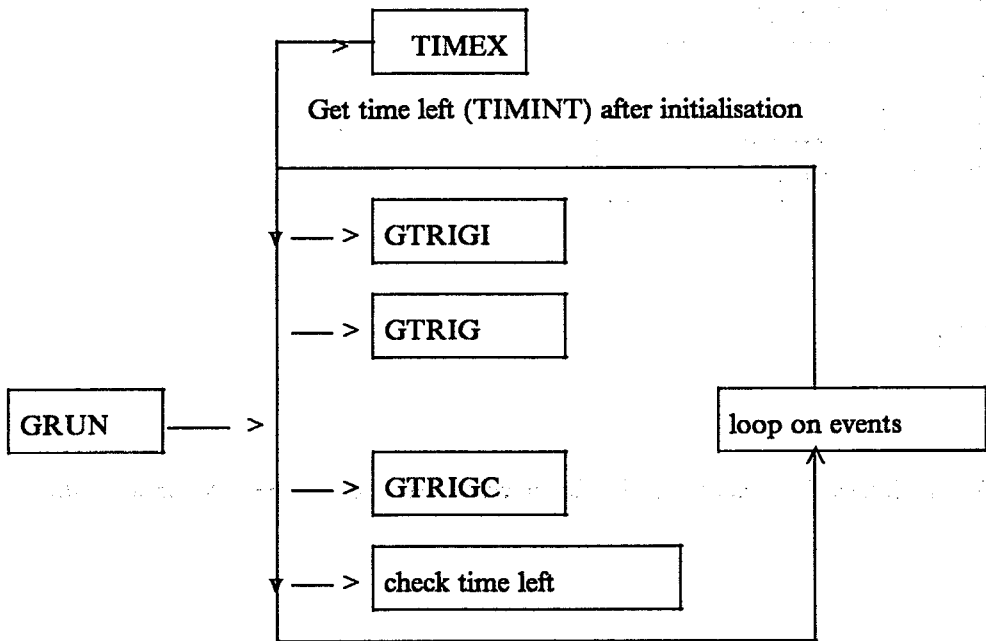 TIMEX
Get time left (TIMINT) after initialisation
GTRIGI
GTRIG
GRUN
loop on events
GTRIGC
check time left